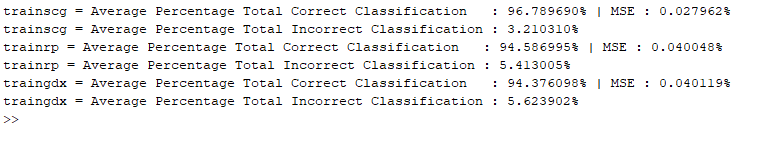 trainscg = Average Percentage Total Correct Classification   : 96.789690% | MSE : 0.027962%
trainscg = Average Percentage Total Incorrect Classification : 3.210310%
trainrp = Average Percentage Total Correct Classification   : 94.586995% | MSE : 0.040048%
trainrp = Average Percentage Total Incorrect Classification : 5.413005%
traingdx = Average Percentage Total Correct Classification   : 94.376098% | MSE : 0.040119%
traingdx = Average Percentage Total Incorrect Classification : 5.623902%
>>